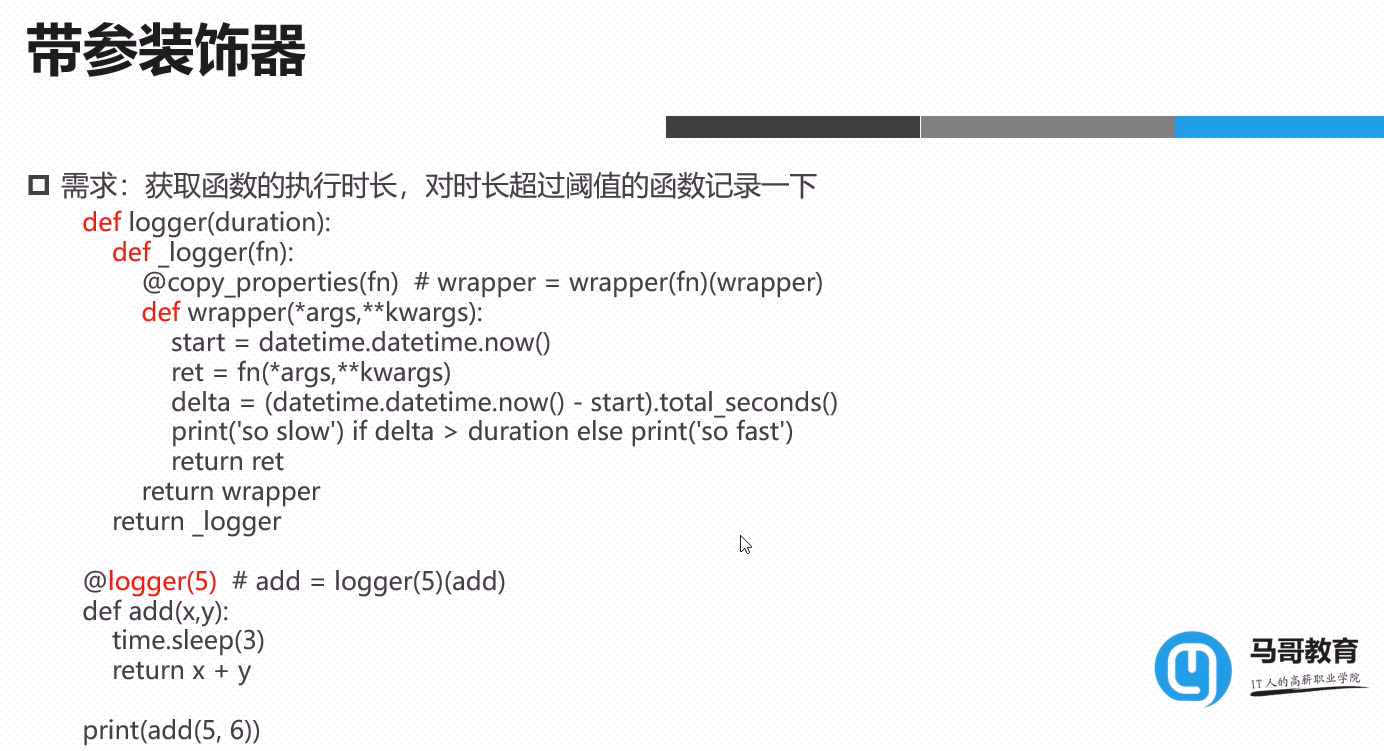 带参装饰器
需求：获取函数的执行时长，对时长超过阈值的函数记录一下
def logger(duration):
    def _logger(fn):
        @copy_properties(fn)  # wrapper = wrapper(fn)(wrapper)
        def wrapper(*args,**kwargs):
            start = datetime.datetime.now()
            ret = fn(*args,**kwargs)
            delta = (datetime.datetime.now() - start).total_seconds()
            print('so slow') if delta > duration else print('so fast')
            return ret
        return wrapper
    return _logger
@logger(5)  # add = logger(5)(add)
def add(x,y):
    time.sleep(3)
    return x + y
print(add(5, 6))
马哥教育
IT人的高薪职业学院